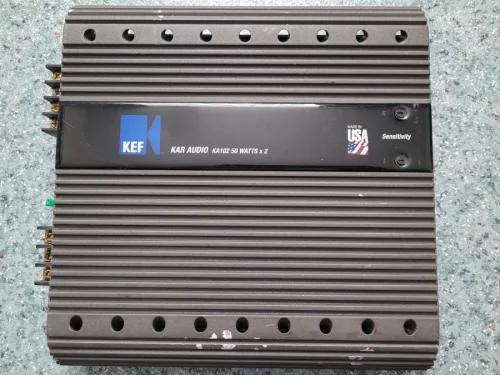 KEF
KAR AUDIO KA102 50 WATTS x 2
MADE IN
USA
Sensitivity